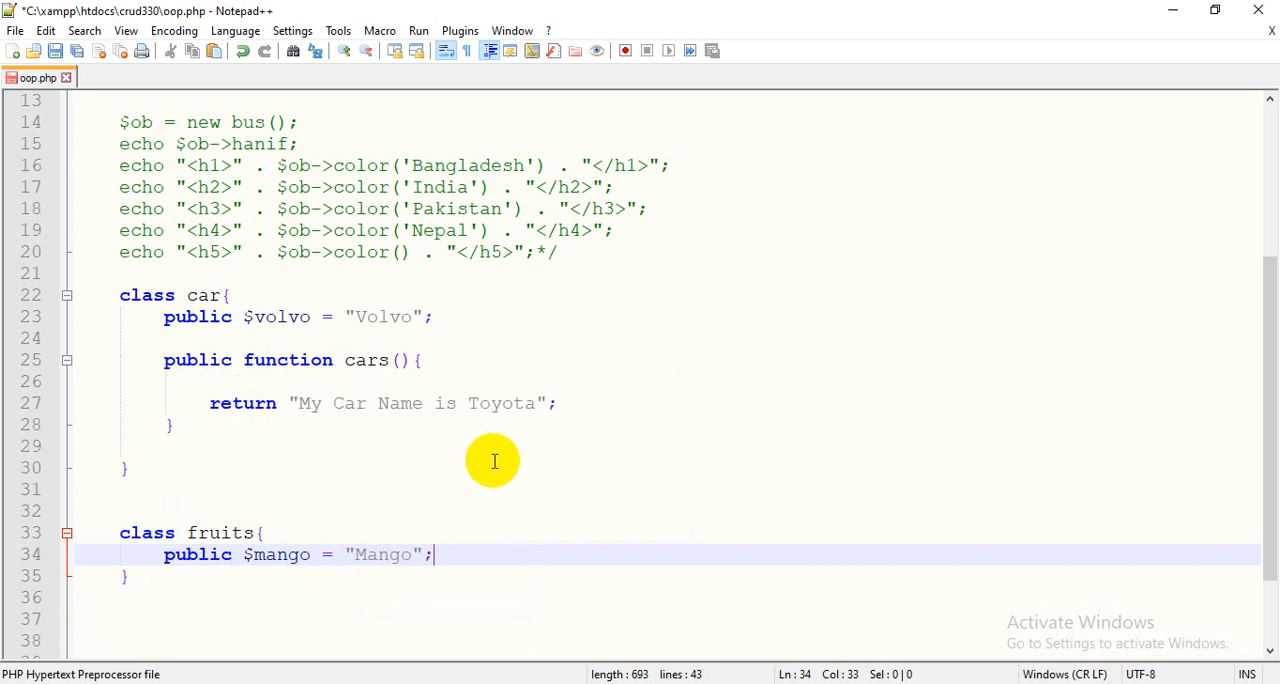 *C:\xampp\htdocs\crud330\oop.php - Notepad++
File Edit Search View Encoding Language Settings Tools Macro Run Plugins Window ? X
oop.php
13
14 $ob = new bus();
15 echo $ob->hanif;
16 echo "<h1>" . $ob->color('Bangladesh') . "</h1>";
17 echo "<h2>" . $ob->color('India') . "</h2>";
18 echo "<h3>" . $ob->color('Pakistan') . "</h3>";
19 echo "<h4>" . $ob->color('Nepal') . "</h4>";
20 echo "<h5>" . $ob->color() . "</h5>";*/
21
22 class car{
23 public $volvo = "Volvo";
24
25 public function cars(){
26
27 return "My Car Name is Toyota";
28 }
29
30 }
31
32
33 class fruits{
34 public $mango = "Mango";
35 }
36
37
38
Activate Windows
Go to Settings to activate Windows.
PHP Hypertext Preprocessor file length : 693 lines : 43 Ln : 34 Col : 33 Sel : 0 | 0 Windows (CR LF) UTF-8 INS